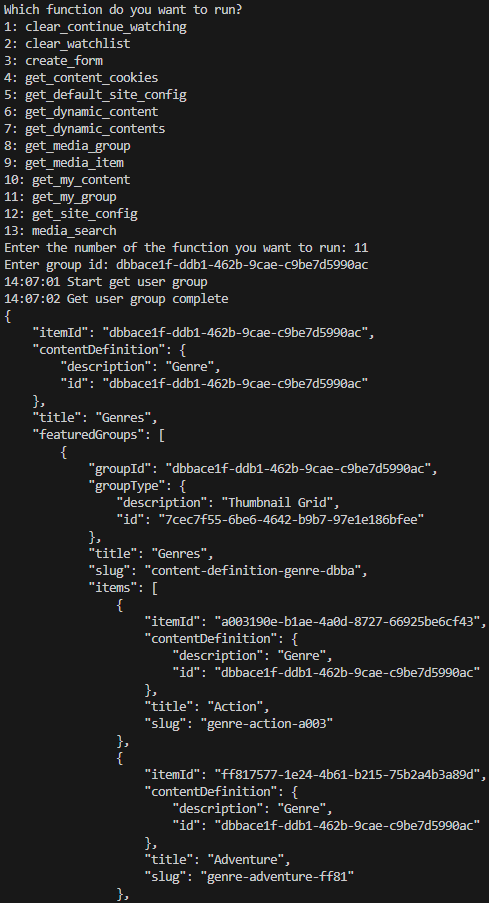 Which function do you want to run?
1: clear_continue_watching
2: clear_watchlist
3: create_form
4: get_content_cookies
5: get_default_site_config
6: get_dynamic_content
7: get_dynamic_contents
8: get_media_group
9: get_media_item
10: get_my_content
11: get_my_group
12: get_site_config
13: media_search
Enter the number of the function you want to run: 11
Enter group id: dbbace1f-ddb1-462b-9cae-c9be7d5990ac
14:07:01 Start get user group
14:07:02 Get user group complete
{
    "itemId": "dbbace1f-ddb1-462b-9cae-c9be7d5990ac",
    "contentDefinition": {
        "description": "Genre",
        "id": "dbbace1f-ddb1-462b-9cae-c9be7d5990ac"
    },
    "title": "Genres",
    "featuredGroups": [
        {
            "groupId": "dbbace1f-ddb1-462b-9cae-c9be7d5990ac",
            "groupType": {
                "description": "Thumbnail Grid",
                "id": "7cec7f55-6be6-4642-b9b7-97e1e186bfee"
            },
            "title": "Genres",
            "slug": "content-definition-genre-dbba",
            "items": [
                {
                    "itemId": "a003190e-b1ae-4a0d-8727-66925be6cf43",
                    "contentDefinition": {
                        "description": "Genre",
                        "id": "dbbace1f-ddb1-462b-9cae-c9be7d5990ac"
                    },
                    "title": "Action",
                    "slug": "genre-action-a003"
                },
                {
                    "itemId": "ff817577-1e24-4b61-b215-75b2a4b3a89d",
                    "contentDefinition": {
                        "description": "Genre",
                        "id": "dbbace1f-ddb1-462b-9cae-c9be7d5990ac"
                    },
                    "title": "Adventure",
                    "slug": "genre-adventure-ff81"
                },